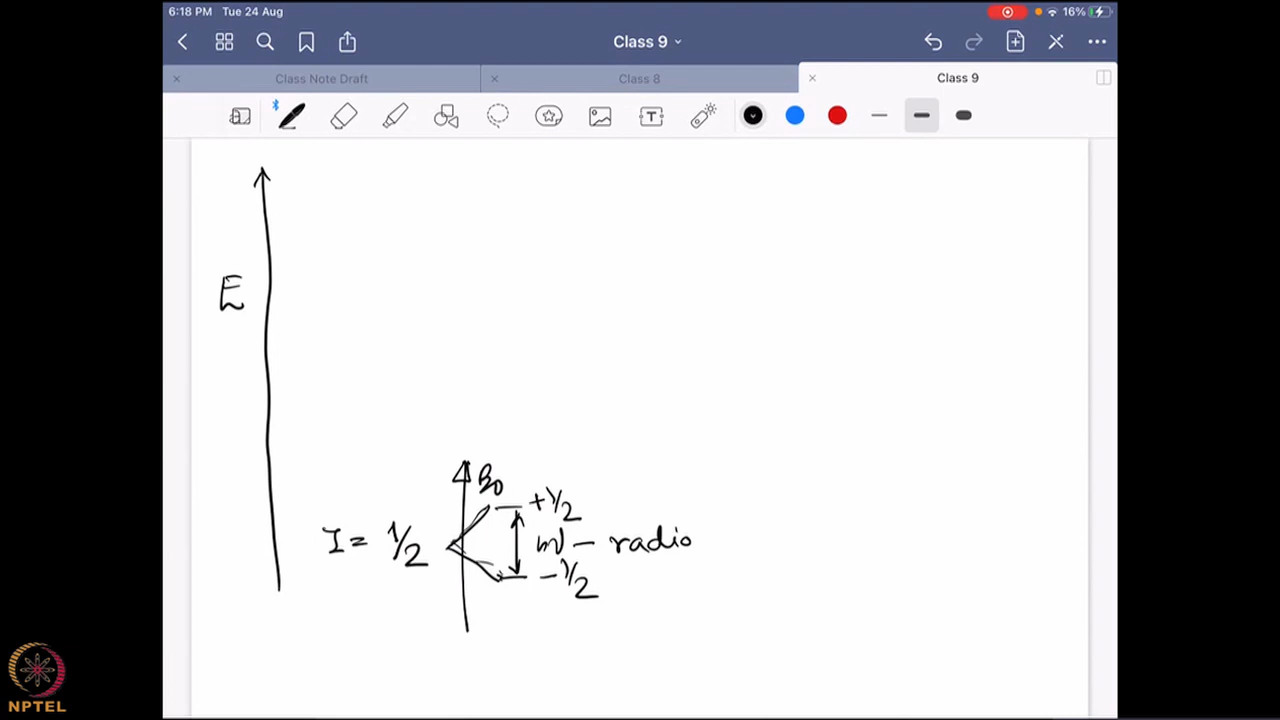 6:18 PM Tue 24 Aug 16%
Class 9
Class Note Draft Class 8 Class 9
T
E
B0
+1/2
I = 1/2 hν – radio
-1/2
NPTEL